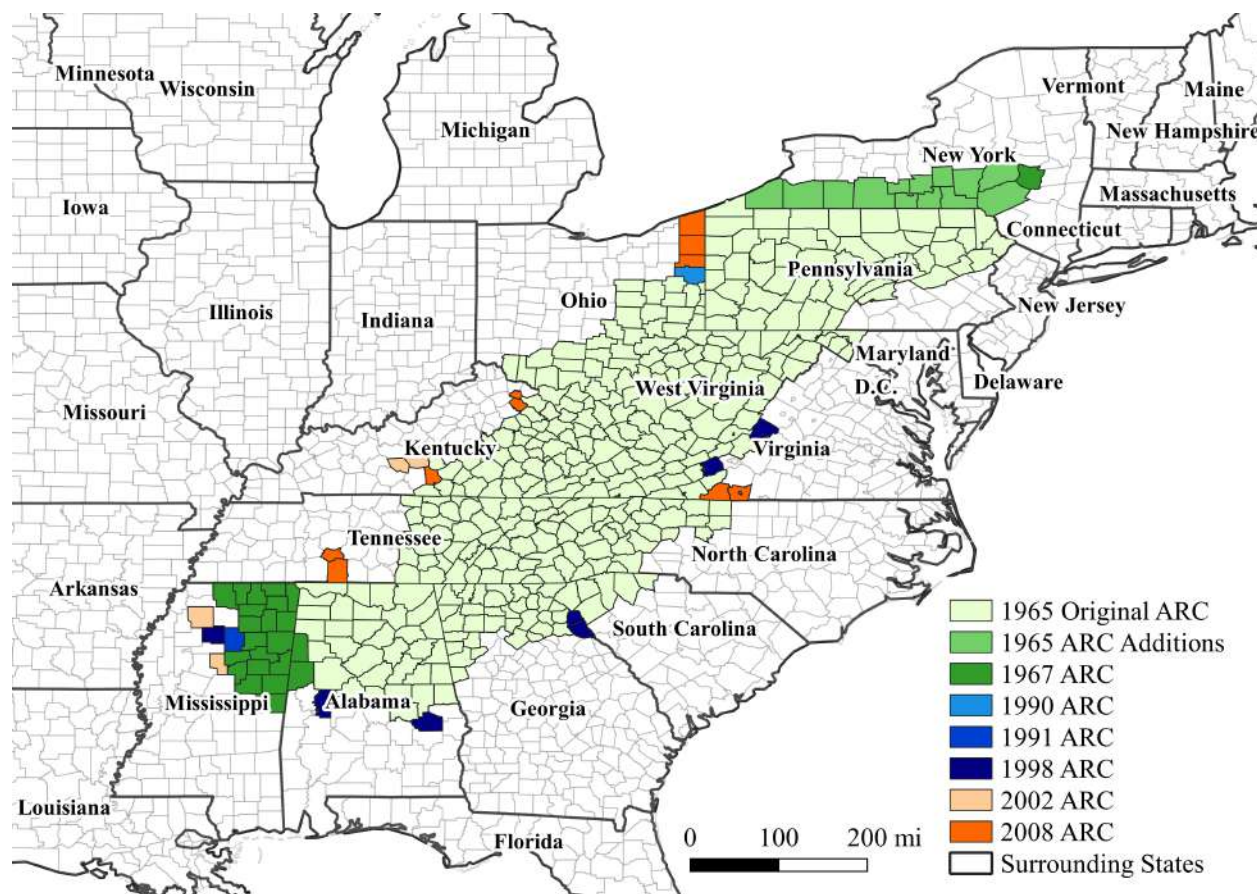 Minnesota
Wisconsin
Michigan
Vermont
Maine
New Hampshire
New York
Massachusetts
Iowa
Connecticut
Pennsylvania
Ohio
New Jersey
Illinois
Indiana
Maryland
D.C.
Delaware
West Virginia
Missouri
Kentucky
Virginia
Tennessee
North Carolina
Arkansas
South Carolina
Mississippi
Alabama
Georgia
Louisiana
Florida
1965 Original ARC
1965 ARC Additions
1967 ARC
1990 ARC
1991 ARC
1998 ARC
2002 ARC
2008 ARC
Surrounding States
0 100 200 mi